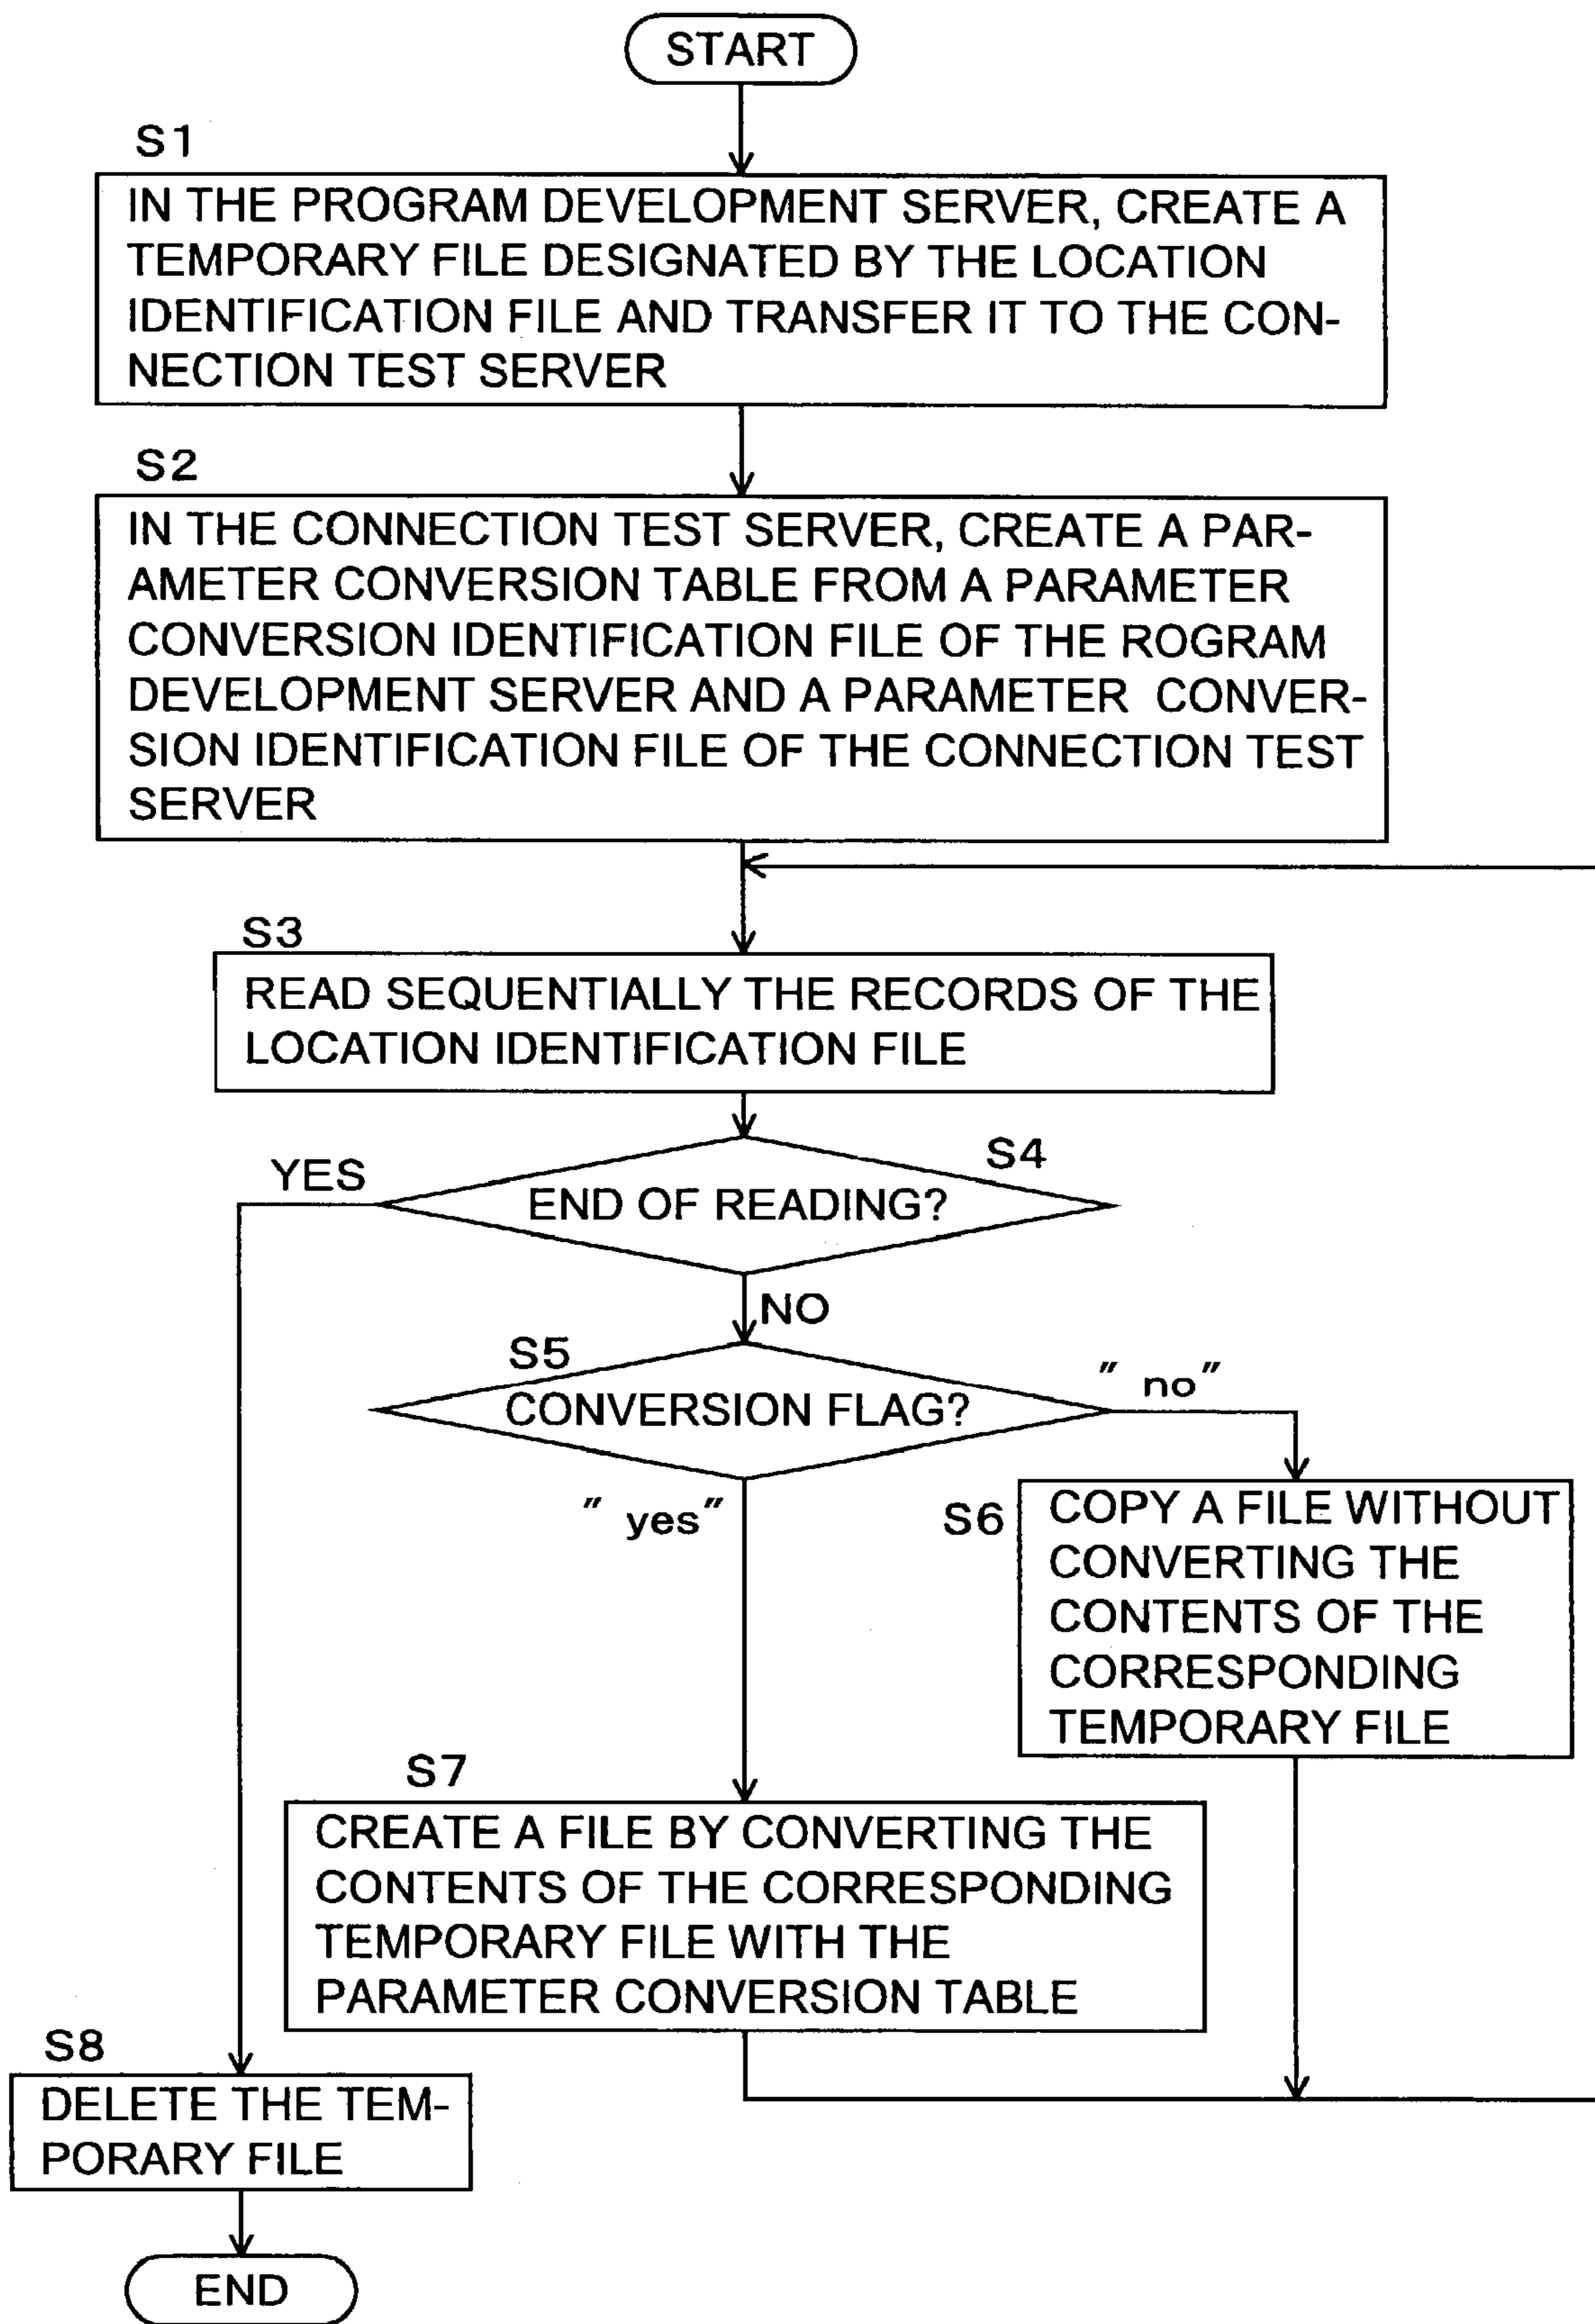 START
S1
IN THE PROGRAM DEVELOPMENT SERVER, CREATE A
TEMPORARY FILE DESIGNATED BY THE LOCATION
IDENTIFICATION FILE AND TRANSFER IT TO THE CON-
NECTION TEST SERVER
S2
IN THE CONNECTION TEST SERVER, CREATE A PAR-
AMETER CONVERSION TABLE FROM A PARAMETER
CONVERSION IDENTIFICATION FILE OF THE ROGRAM
DEVELOPMENT SERVER AND A PARAMETER CONVER-
SION IDENTIFICATION FILE OF THE CONNECTION TEST
SERVER
S3
READ SEQUENTIALLY THE RECORDS OF THE
LOCATION IDENTIFICATION FILE
S4
YES
END OF READING?
NO
S5
CONVERSION FLAG?
" no"
" yes"
S6
COPY A FILE WITHOUT
CONVERTING THE
CONTENTS OF THE
CORRESPONDING
TEMPORARY FILE
S7
CREATE A FILE BY CONVERTING THE
CONTENTS OF THE CORRESPONDING
TEMPORARY FILE WITH THE
PARAMETER CONVERSION TABLE
S8
DELETE THE TEM-
PORARY FILE
END